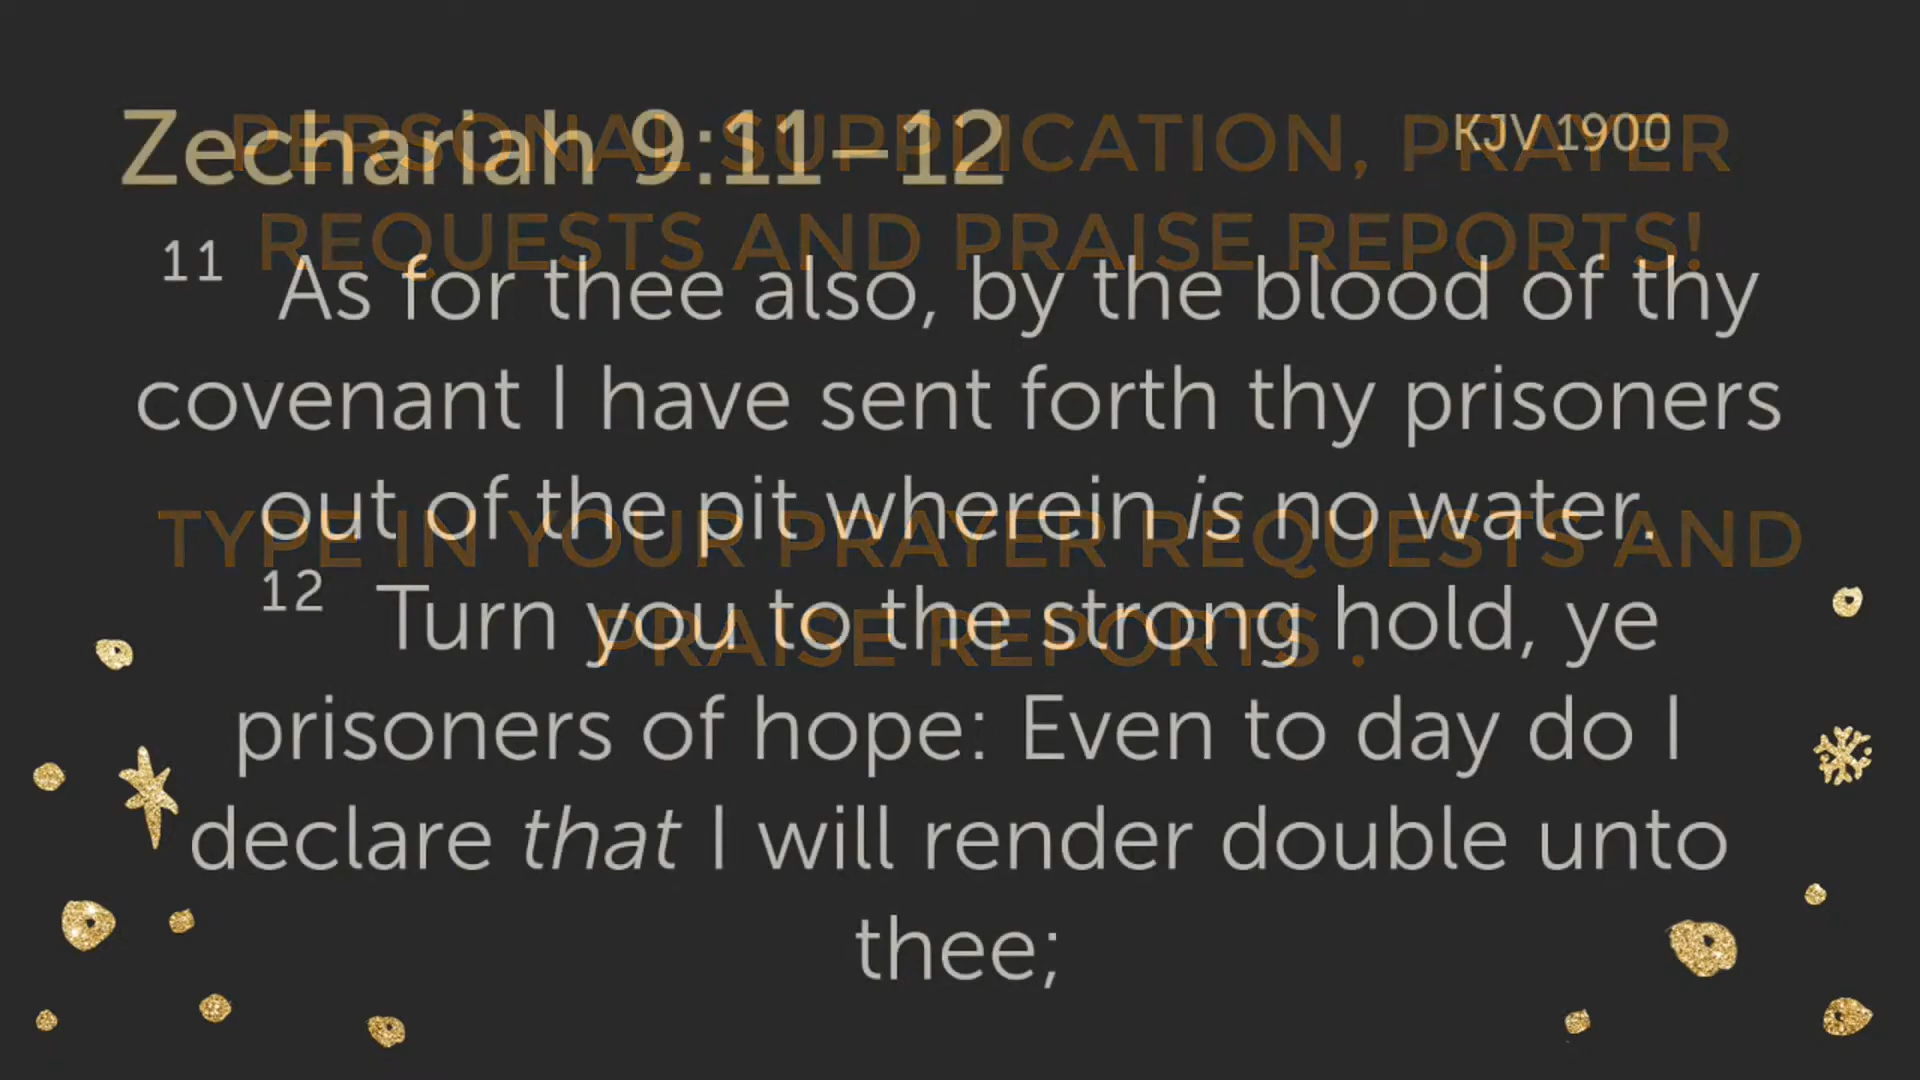 Zechariah 9:11–12 KJV 1900
PERSONAL SUPPLICATION, PRAYER
REQUESTS AND PRAISE REPORTS!
11 As for thee also, by the blood of thy
covenant I have sent forth thy prisoners
out of the pit wherein is no water.
TYPE IN YOUR PRAYER REQUESTS AND
PRAISE REPORTS .
12 Turn you to the strong hold, ye
prisoners of hope: Even to day do I
declare that I will render double unto
thee;